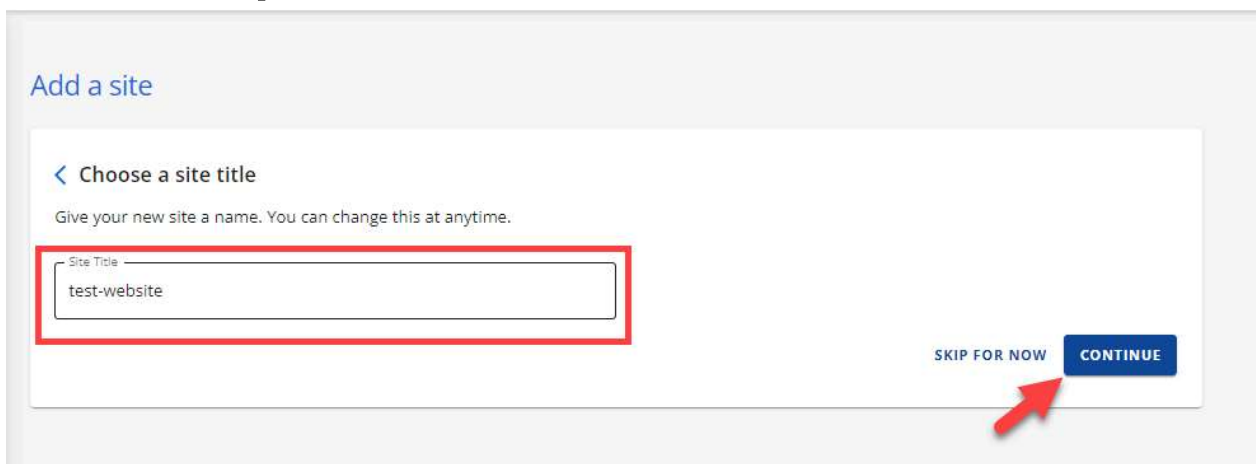 Add a site
Choose a site title
Give your new site a name. You can change this at anytime.
Site Title
test-website
SKIP FOR NOW CONTINUE